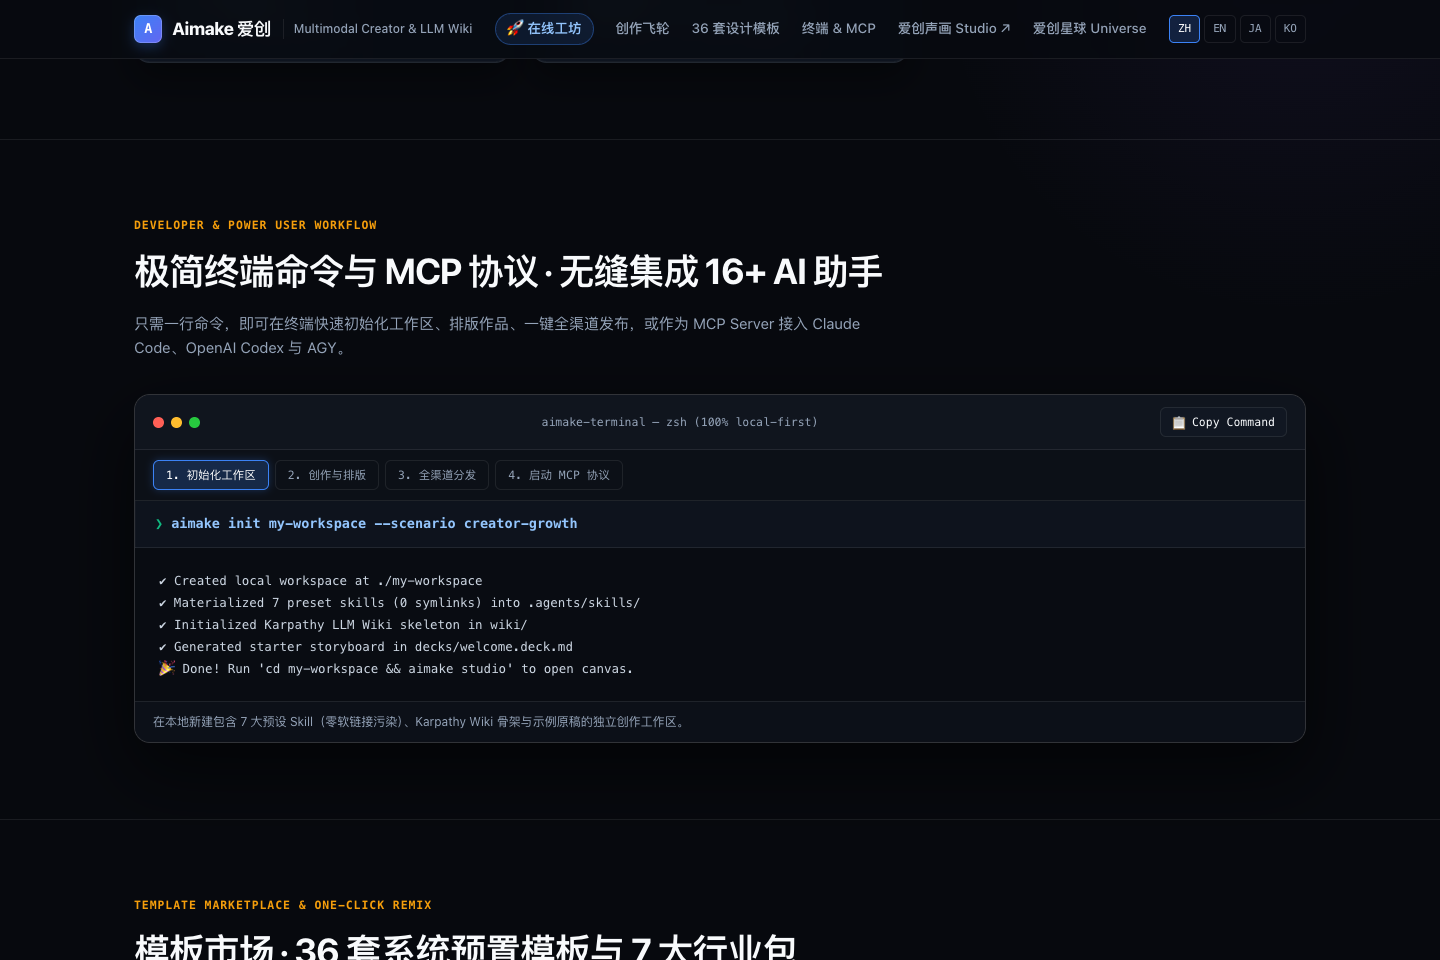 A Aimake 爱创 Multimodal Creator & LLM Wiki 🚀 在线工坊 创作飞轮 36 套设计模板 终端 & MCP 爱创声画 Studio ↗ 爱创星球 Universe ZH EN JA KO
DEVELOPER & POWER USER WORKFLOW
极简终端命令与 MCP 协议 · 无缝集成 16+ AI 助手
只需一行命令，即可在终端快速初始化工作区、排版作品、一键全渠道发布，或作为 MCP Server 接入 Claude
Code、OpenAI Codex 与 AGY。
aimake-terminal — zsh (100% local-first) 📋 Copy Command
1. 初始化工作区 2. 创作与排版 3. 全渠道分发 4. 启动 MCP 协议
❯ aimake init my-workspace --scenario creator-growth
✔ Created local workspace at ./my-workspace
✔ Materialized 7 preset skills (0 symlinks) into .agents/skills/
✔ Initialized Karpathy LLM Wiki skeleton in wiki/
✔ Generated starter storyboard in decks/welcome.deck.md
🎉 Done! Run 'cd my-workspace && aimake studio' to open canvas.
在本地新建包含 7 大预设 Skill（零软链接污染）、Karpathy Wiki 骨架与示例原稿的独立创作工作区。
TEMPLATE MARKETPLACE & ONE-CLICK REMIX
模板市场 · 36 套系统预置模板与 7 大行业包